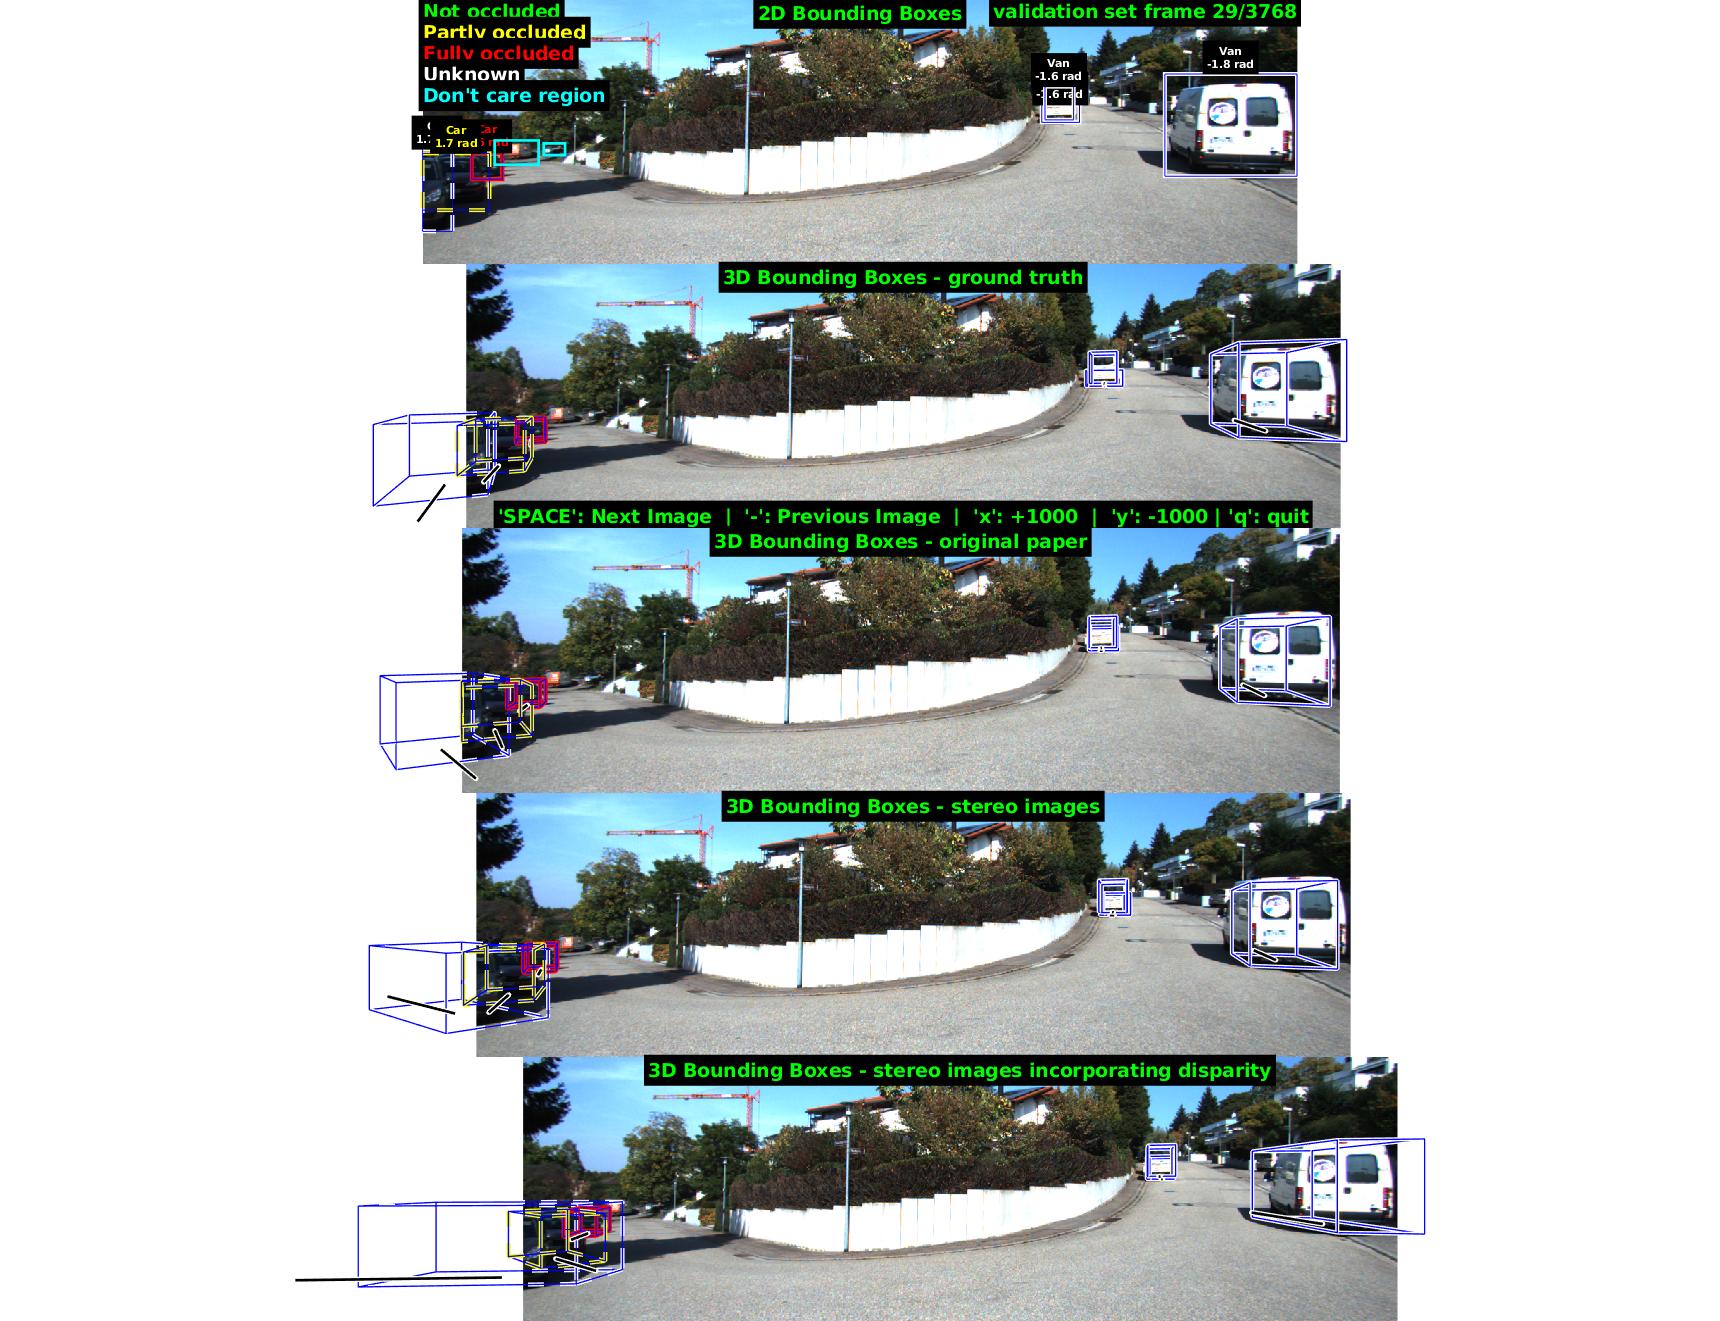 Not occluded
2D Bounding Boxes
validation set frame 29/3768
Partly occluded
Fully occluded
Unknown
Don't care region
Van
-1.8 rad
Van
-1.6 rad
-1.6 rad
Car
1.7 rad
Car
3D Bounding Boxes - ground truth
'SPACE': Next Image | '-': Previous Image | 'x': +1000 | 'y': -1000 | 'q': quit
3D Bounding Boxes - original paper
3D Bounding Boxes - stereo images
3D Bounding Boxes - stereo images incorporating disparity